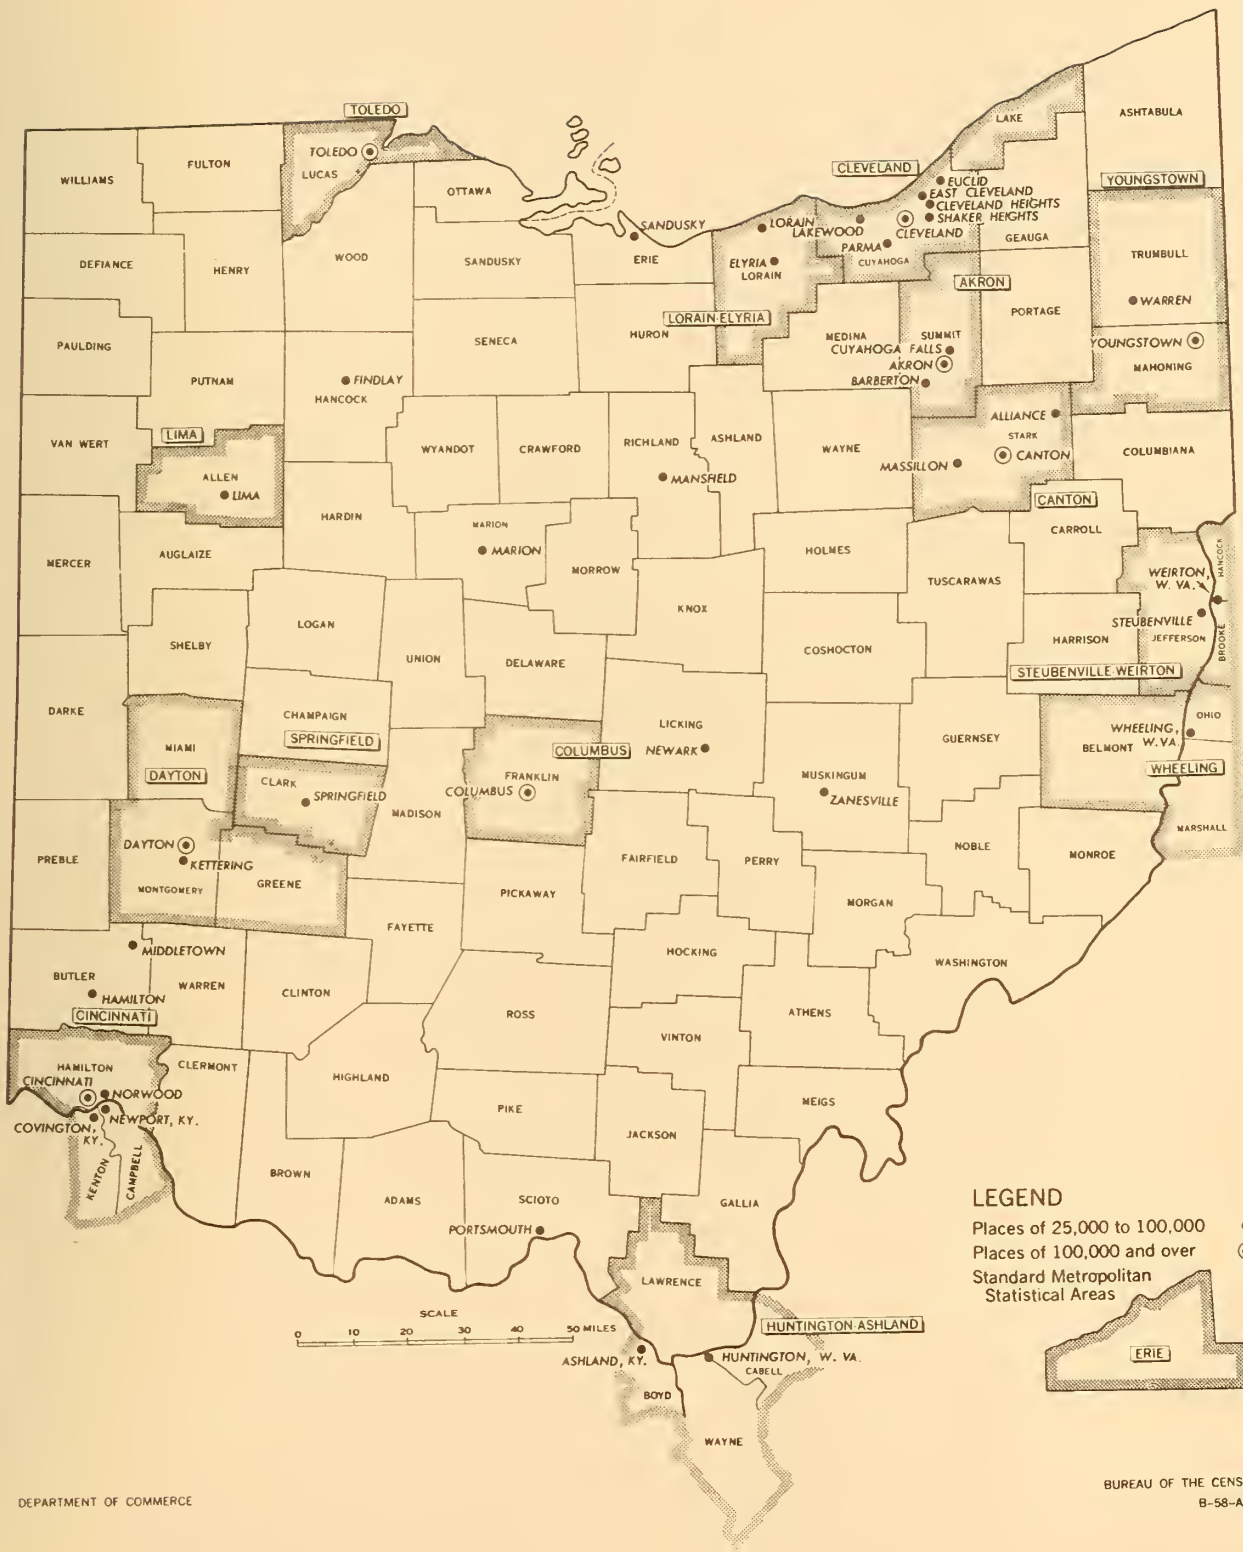 TOLEDO
ASHTABULA
LAKE
TOLEDO
FULTON
LUCAS
WILLIAMS
OTTAWA
CLEVELAND
EUCLID
EAST CLEVELAND
CLEVELAND HEIGHTS
SHAKER HEIGHTS
YOUNGSTOWN
SANDUSKY
LORAIN
LAKEWOOD
CLEVELAND
PARMA
CUYAHOGA
GEAUGA
TRUMBULL
WOOD
SANDUSKY
ERIE
ELYRIA
LORAIN
DEFIANCE
HENRY
AKRON
WARREN
PORTAGE
LORAIN-ELYRIA
HURON
MEDINA
SUMMIT
SENECA
PAULDING
CUYAHOGA FALLS
AKRON
BARBERTON
YOUNGSTOWN
MAHONING
PUTNAM
FINDLAY
HANCOCK
ALLIANCE
STARK
CANTON
MASSILLON
LIMA
VAN WERT
WYANDOT
CRAWFORD
RICHLAND
ASHLAND
WAYNE
COLUMBIANA
ALLEN
LIMA
MANSFIELD
CANTON
CARROLL
HARDIN
MARION
MARION
MERCER
AUGLAIZE
MORROW
HOLMES
TUSCARAWAS
HANCOCK
WEIRTON,
W. VA.
STEUBENVILLE
JEFFERSON
BROOKE
LOGAN
KNOX
HARRISON
SHELBY
UNION
DELAWARE
COSHOCTON
STEUBENVILLE-WEIRTON
DARKE
CHAMPAIGN
LICKING
NEWARK
GUERNSEY
BELMONT
OHIO
WHEELING,
W. VA.
WHEELING
MIAMI
DAYTON
SPRINGFIELD
COLUMBUS
CLARK
SPRINGFIELD
FRANKLIN
COLUMBUS
MUSKINGUM
ZANESVILLE
MADISON
MARSHALL
PREBLE
DAYTON
KETTERING
MONTGOMERY
GREENE
FAIRFIELD
PERRY
NOBLE
MONROE
PICKAWAY
MORGAN
FAYETTE
MIDDLETOWN
HOCKING
WASHINGTON
BUTLER
HAMILTON
WARREN
CLINTON
CINCINNATI
ROSS
ATHENS
VINTON
HAMILTON
CINCINNATI
NORWOOD
CLERMONT
HIGHLAND
NEWPORT, KY.
COVINGTON,
KY.
PIKE
MEIGS
JACKSON
KENTON
CAMPBELL
BROWN
ADAMS
SCIOTO
PORTSMOUTH
GALLIA
LAWRENCE
LEGEND
Places of 25,000 to 100,000
Places of 100,000 and over
Standard Metropolitan
Statistical Areas
ERIE
SCALE
0 10 20 30 40 50 MILES
HUNTINGTON-ASHLAND
ASHLAND, KY.
HUNTINGTON, W. VA.
CABELL
BOYD
WAYNE
DEPARTMENT OF COMMERCE
BUREAU OF THE CENS
B-58-A